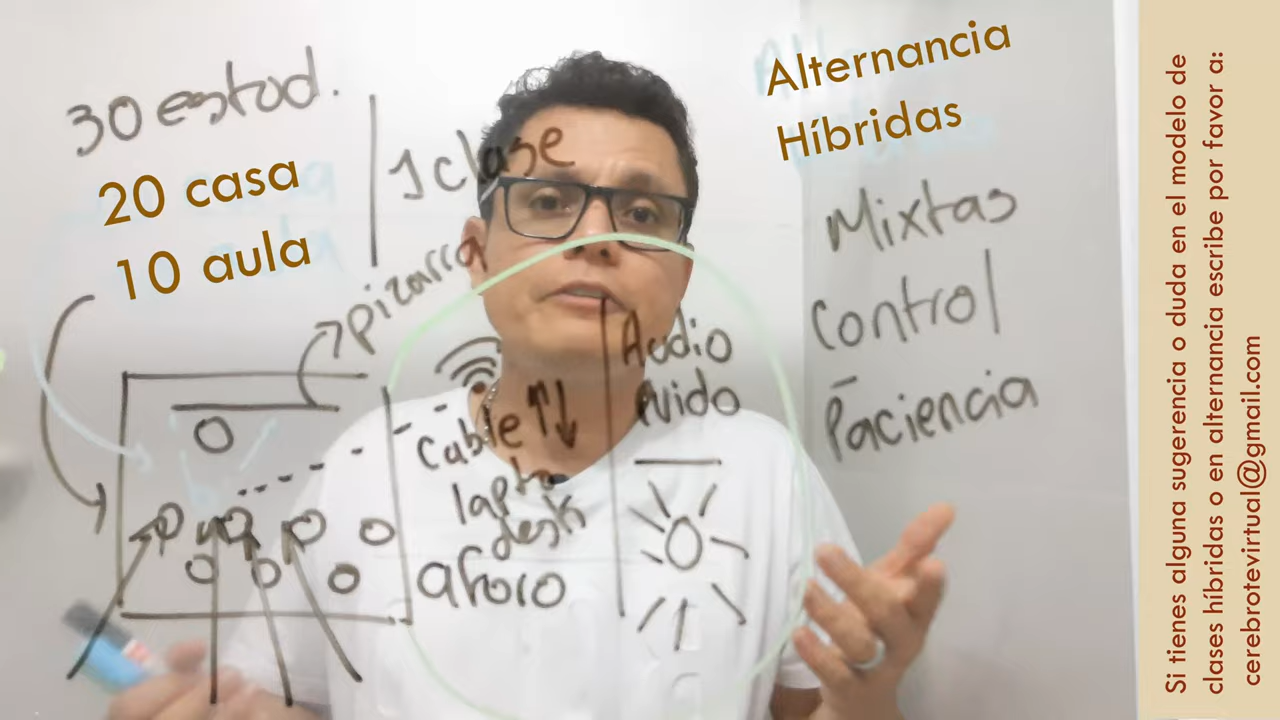 30 estod.
20 casa
10 aula
1 clase
pizarra
Cable
lapto
desk
aforo
Audio
ruido
Alternancia
Híbridas
Mixtas
Control
Paciencia
Si tienes alguna sugerencia o duda en el modelo de
clases híbridas o en alternancia escribe por favor a:
cerebrotevirtual@gmail.com